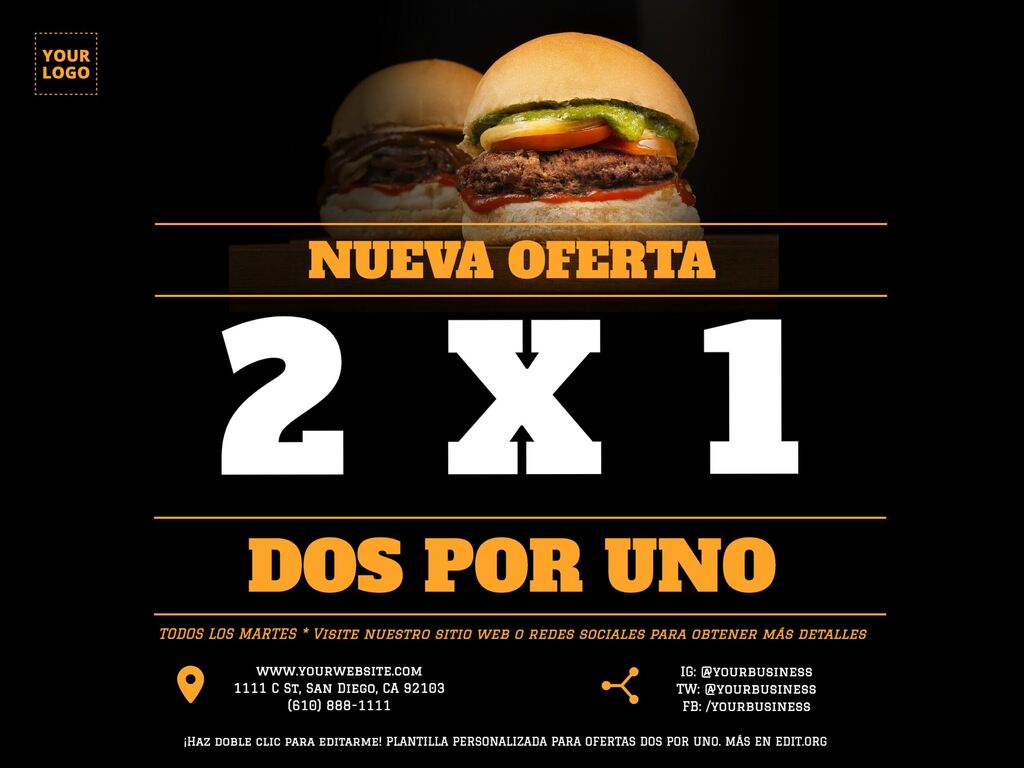 YOUR
LOGO
NUEVA OFERTA
2 X 1
DOS POR UNO
TODOS LOS MARTES * Visite nuestro sitio web o redes sociales para obtener más detalles
www.yourwebsite.com
1111 C St, San Diego, CA 92103
(610) 888-1111
IG: @yourbusiness
TW: @yourbusiness
FB: /yourbusiness
¡Haz doble clic para editarme! PLANTILLA PERSONALIZADA PARA OFERTAS DOS POR UNO. MÁS EN EDIT.ORG